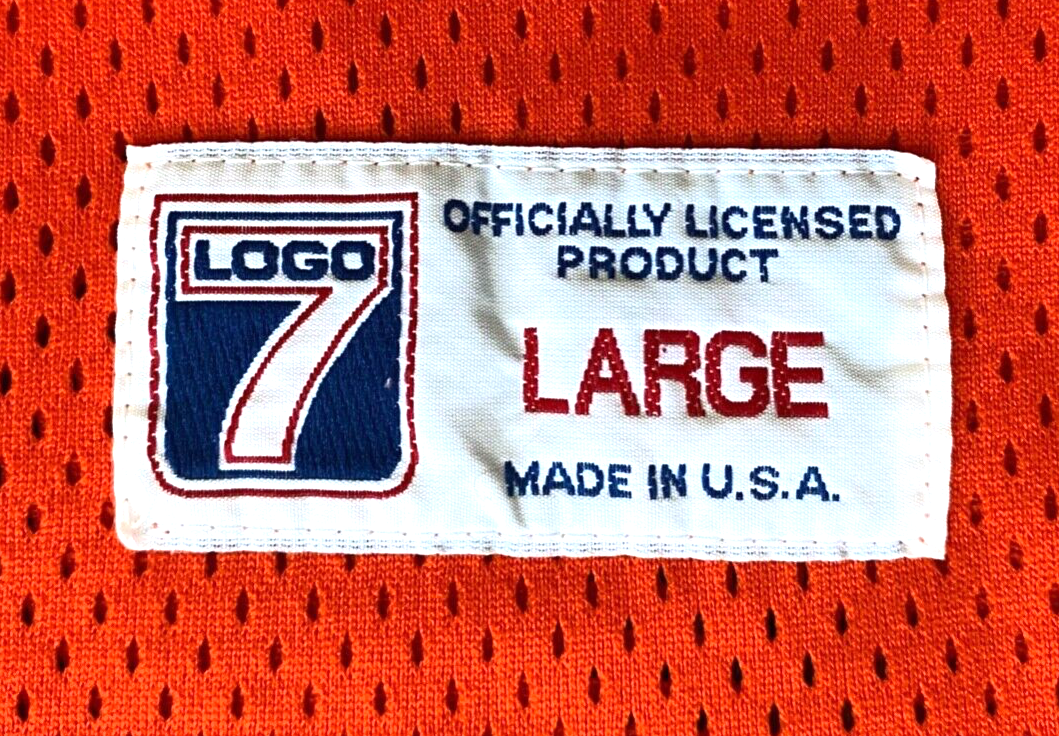 LOGO
7
OFFICIALLY LICENSED
PRODUCT
LARGE
MADE IN U.S.A.